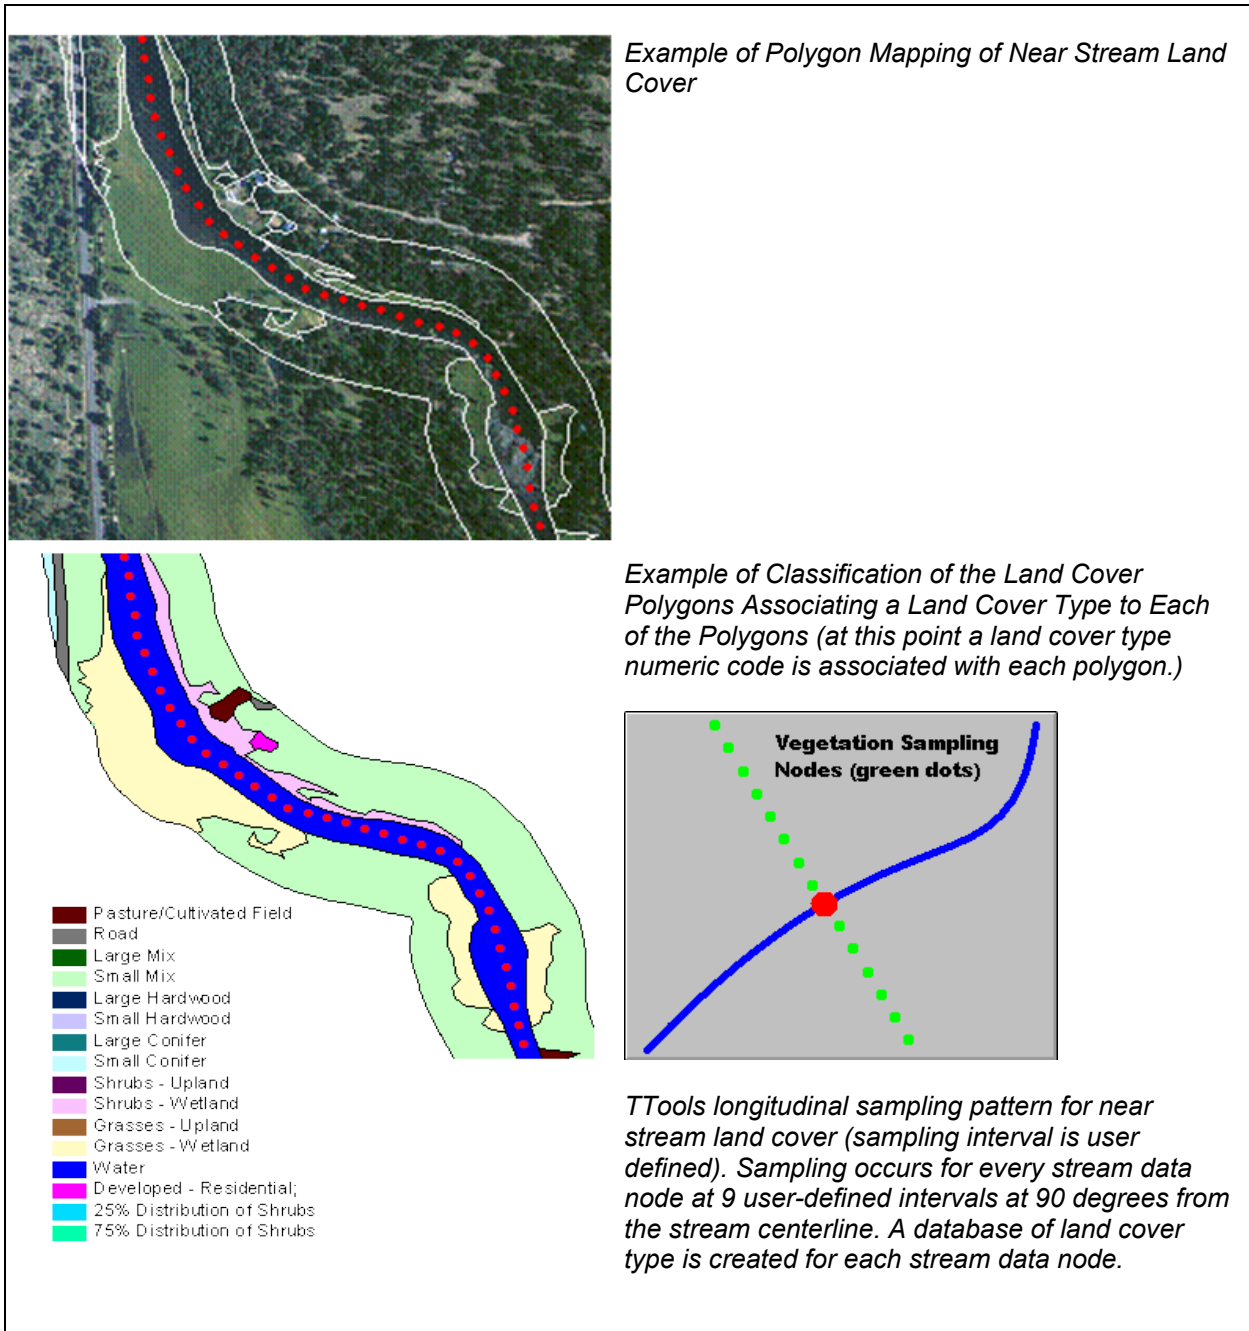 Example of Polygon Mapping of Near Stream Land
Cover
Example of Classification of the Land Cover
Polygons Associating a Land Cover Type to Each
of the Polygons (at this point a land cover type
numeric code is associated with each polygon.)
Vegetation Sampling
Nodes (green dots)
Pasture/Cultivated Field
Road
Large Mix
Small Mix
Large Hardwood
Small Hardwood
Large Conifer
Small Conifer
Shrubs - Upland
Shrubs - Wetland
Grasses - Upland
Grasses - Wetland
Water
Developed - Residential;
25% Distribution of Shrubs
75% Distribution of Shrubs
TTools longitudinal sampling pattern for near
stream land cover (sampling interval is user
defined). Sampling occurs for every stream data
node at 9 user-defined intervals at 90 degrees from
the stream centerline. A database of land cover
type is created for each stream data node.